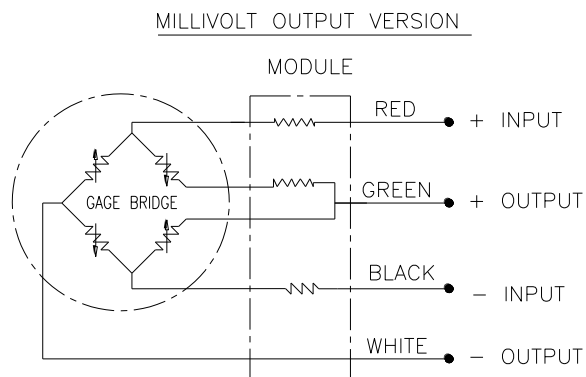 MILLIVOLT OUTPUT VERSION
MODULE
RED
+ INPUT
GREEN
+ OUTPUT
GAGE BRIDGE
BLACK
− INPUT
WHITE
− OUTPUT